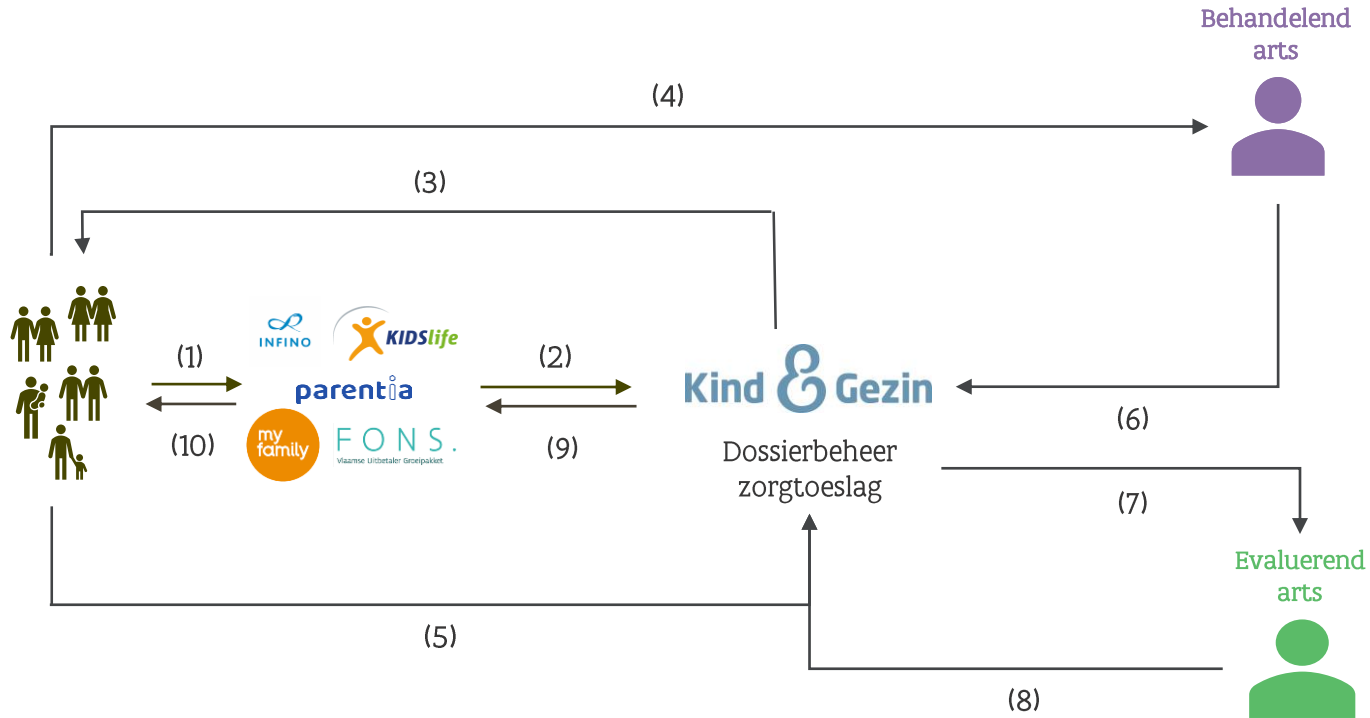 Behandelend
arts
(4)
(3)
INFINO
KIDSlife
(1)
(2)
parentia
Kind & Gezin
(10)
my
family
FONS.
Vlaamse Uitbetaler Groeipakket
(9)
(6)
Dossierbeheer
zorgtoeslag
(7)
Evaluerend
arts
(5)
(8)